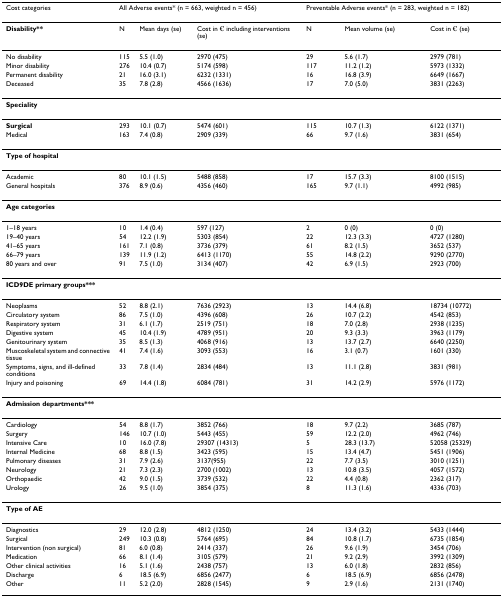 Cost categories All Adverse events* (n = 663, weighted n = 456) Preventable Adverse events* (n = 283, weighted n = 182)
Disability** N Mean days (se) Cost in € including interventions (se) N Mean volume (se) Cost in € (se)
No disability 115 5.5 (1.0) 2970 (475) 29 5.6 (1.7) 2979 (781)
Minor disability 276 10.4 (0.7) 5174 (598) 117 11.2 (1.2) 5973 (1332)
Permanent disability 21 16.0 (3.1) 6232 (1331) 16 16.8 (3.9) 6649 (1667)
Deceased 35 7.8 (2.8) 4566 (1636) 17 7.0 (5.0) 3831 (2263)
Speciality
Surgical 293 10.1 (0.7) 5474 (601) 115 10.7 (1.3) 6122 (1371)
Medical 163 7.4 (0.8) 2909 (339) 66 9.7 (1.6) 3831 (654)
Type of hospital
Academic 80 10.1 (1.5) 5488 (858) 17 15.7 (3.3) 8100 (1515)
General hospitals 376 8.9 (0.6) 4356 (460) 165 9.7 (1.1) 4992 (985)
Age categories
1–18 years 10 1.4 (0.4) 597 (127) 2 0 (0) 0 (0)
19–40 years 54 12.2 (1.9) 5303 (854) 22 12.3 (3.3) 4727 (1280)
41–65 years 161 7.1 (0.8) 3736 (379) 61 8.2 (1.5) 3652 (537)
66–79 years 139 11.9 (1.2) 6413 (1170) 55 14.8 (2.2) 9290 (2770)
80 years and over 91 7.5 (1.0) 3134 (407) 42 6.9 (1.5) 2923 (700)
ICD9DE primary groups***
Neoplasms 52 8.8 (2.1) 7636 (2923) 13 14.4 (6.8) 18734 (10772)
Circulatory system 86 7.5 (1.0) 4396 (608) 26 10.7 (2.2) 4542 (853)
Respiratory system 31 6.1 (1.7) 2519 (751) 18 7.0 (2.8) 2938 (1235)
Digestive system 45 10.4 (1.9) 4789 (951) 20 9.3 (3.3) 3963 (1179)
Genitourinary system 35 8.5 (1.3) 4068 (916) 13 13.7 (2.7) 6640 (2250)
Muscoskeletal system and connective tissue 41 7.4 (1.6) 3093 (553) 16 3.1 (0.7) 1601 (330)
Symptoms, signs, and ill-defined conditions 33 7.8 (1.4) 2834 (484) 13 11.1 (2.8) 3831 (981)
Injury and poisoning 69 14.4 (1.8) 6084 (781) 31 14.2 (2.9) 5976 (1172)
Admission departments***
Cardiology 54 8.8 (1.7) 3852 (766) 18 9.7 (2.2) 3685 (787)
Surgery 146 10.7 (1.0) 5443 (455) 59 12.2 (2.0) 4962 (746)
Intensive Care 10 16.0 (7.8) 29307 (14313) 5 28.3 (13.7) 52058 (25329)
Internal Medicine 68 8.8 (1.5) 3423 (595) 15 13.4 (4.7) 5451 (1906)
Pulmonary diseases 31 7.9 (2.6) 3137(955) 22 7.7 (3.5) 3010 (1251)
Neurology 21 7.3 (2.3) 2700 (1002) 13 10.8 (3.5) 4057 (1572)
Orthopaedic 42 9.0 (1.5) 3739 (532) 22 4.4 (0.8) 2362 (317)
Urology 26 9.5 (1.0) 3854 (375) 8 11.3 (1.6) 4336 (703)
Type of AE
Diagnostics 29 12.0 (2.8) 4812 (1250) 24 13.4 (3.2) 5433 (1444)
Surgical 249 10.3 (0.8) 5764 (695) 84 10.8 (1.7) 6735 (1854)
Intervention (non surgical) 81 6.0 (0.8) 2414 (337) 26 9.6 (1.9) 3454 (706)
Medication 66 8.1 (1.4) 3105 (579) 21 9.2 (2.9) 3992 (1309)
Other clinical activities 16 5.1 (1.6) 2438 (757) 13 6.0 (1.8) 2832 (856)
Discharge 6 18.5 (6.9) 6856 (2477) 6 18.5 (6.9) 6856 (2478)
Other 11 5.2 (2.0) 2828 (1545) 9 2.9 (1.6) 2131 (1740)